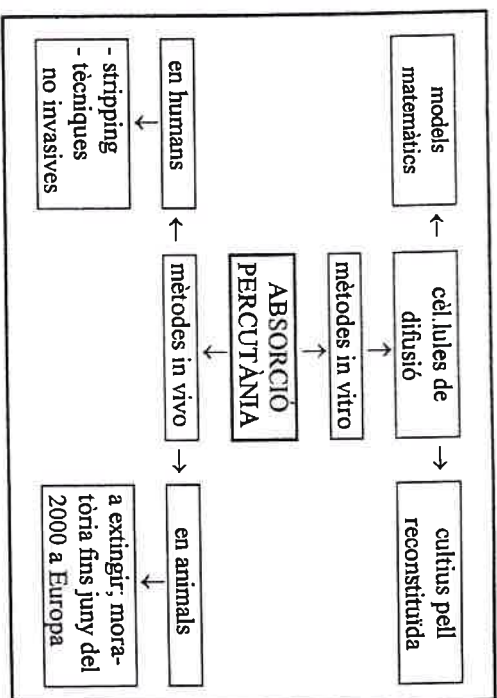 models
matemàtics
cèl.lules de
difusió
cultius pell
reconstituïda
mètodes in vitro
ABSORCIÓ
PERCUTÀNIA
mètodes in vivo
en humans
- stripping
- tècniques
no invasives
en animals
a extingir; mora-
tòria fins juny del
2000 a Europa